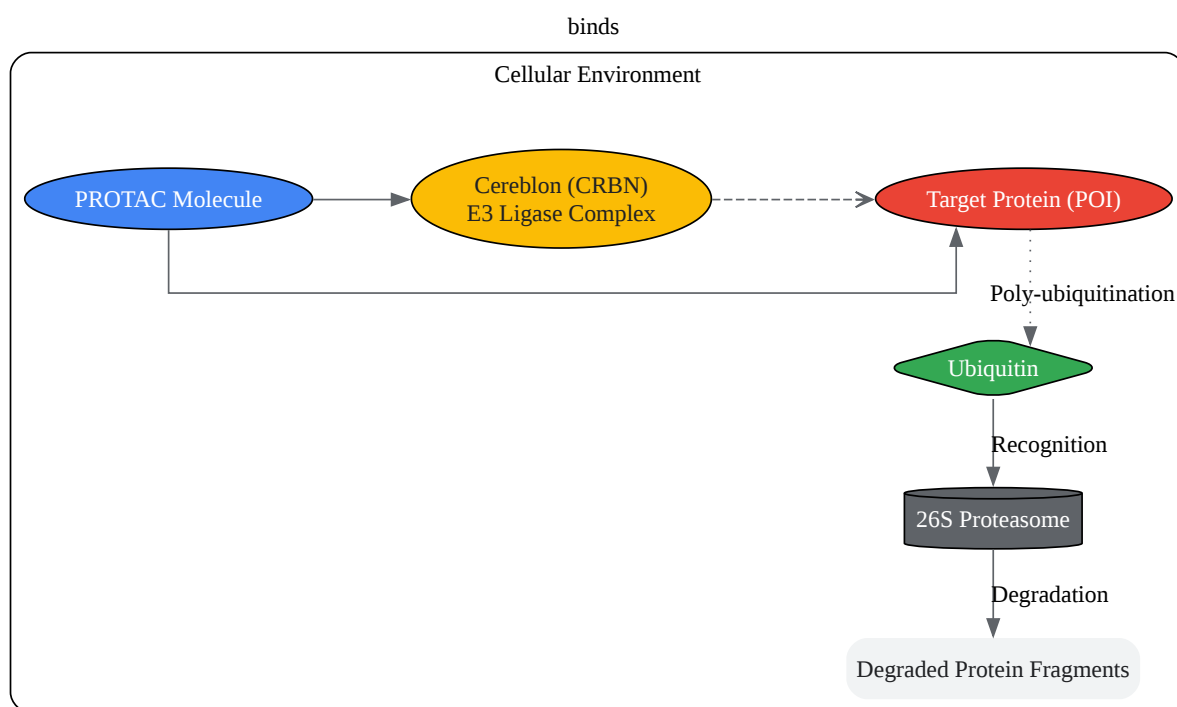 binds
Cellular Environment
PROTAC Molecule
Cereblon (CRBN)
E3 Ligase Complex
Target Protein (POI)
Poly-ubiquitination
Ubiquitin
Recognition
26S Proteasome
Degradation
Degraded Protein Fragments